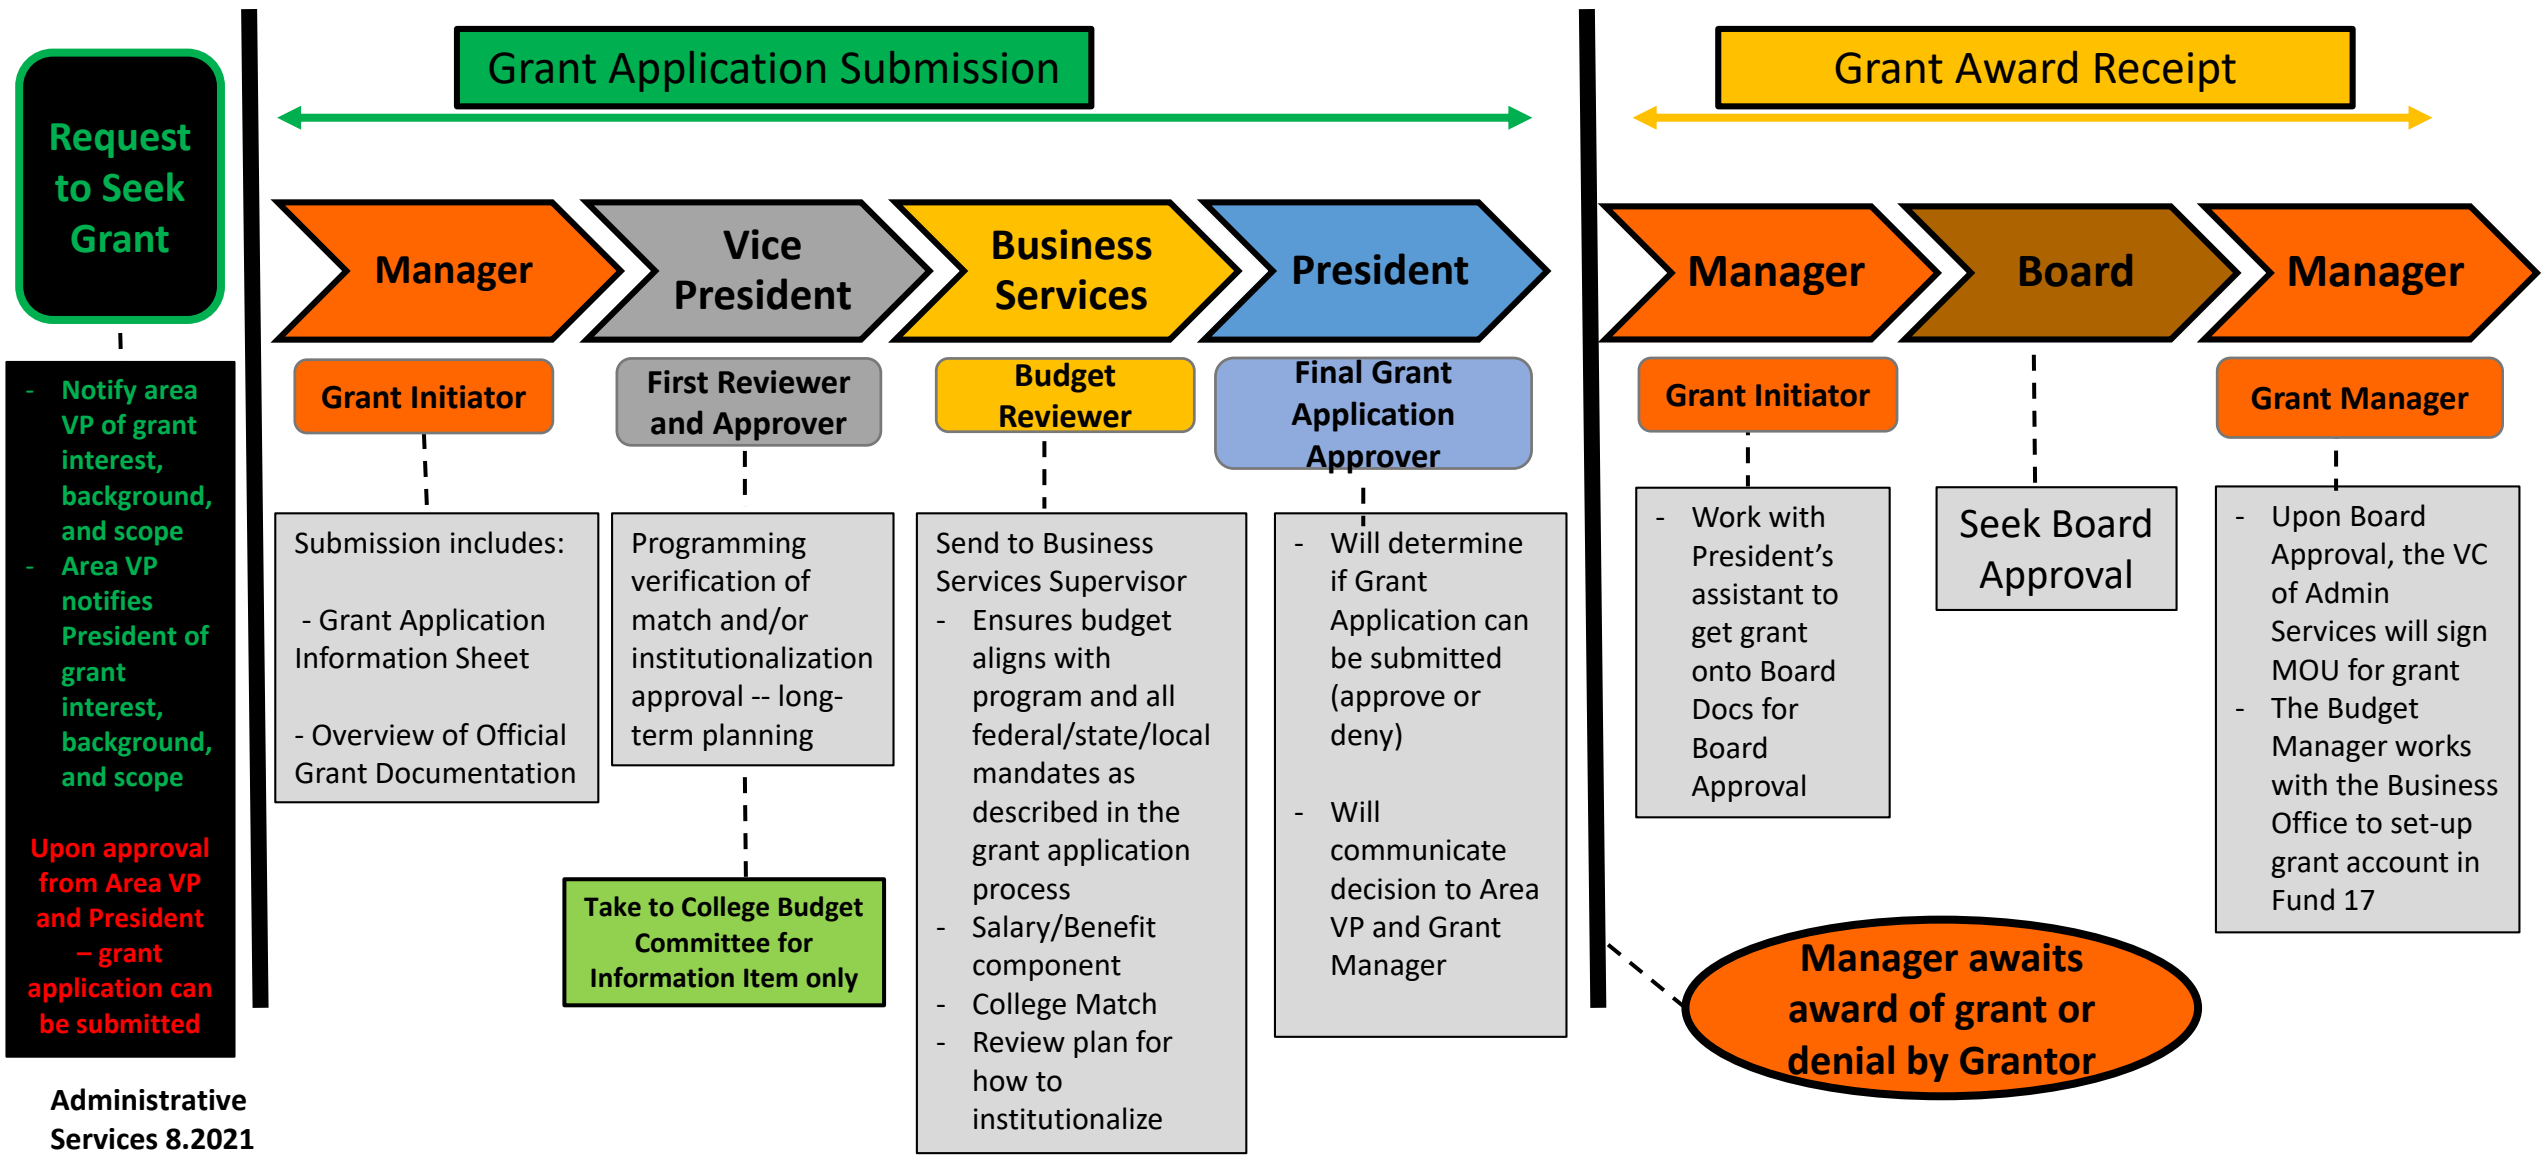 Request
to Seek
Grant
- Notify area
VP of grant
interest,
background,
and scope
- Area VP
notifies
President of
grant
interest,
background,
and scope
Upon approval
from Area VP
and President
– grant
application can
be submitted
Administrative
Services 8.2021
Grant Application Submission
Manager
Grant Initiator
Submission includes:
- Grant Application
Information Sheet
- Overview of Official
Grant Documentation
Vice
President
First Reviewer
and Approver
Programming
verification of
match and/or
institutionalization
approval -- long-
term planning
Take to College Budget
Committee for
Information Item only
Business
Services
Budget
Reviewer
Send to Business
Services Supervisor
- Ensures budget
aligns with
program and all
federal/state/local
mandates as
described in the
grant application
process
- Salary/Benefit
component
- College Match
- Review plan for
how to
institutionalize
President
Final Grant
Application
Approver
- Will determine
if Grant
Application can
be submitted
(approve or
deny)
- Will
communicate
decision to Area
VP and Grant
Manager
Grant Award Receipt
Manager
Grant Initiator
- Work with
President’s
assistant to
get grant
onto Board
Docs for
Board
Approval
Board
Seek Board
Approval
Manager
Grant Manager
- Upon Board
Approval, the VC
of Admin
Services will sign
MOU for grant
- The Budget
Manager works
with the Business
Office to set-up
grant account in
Fund 17
Manager awaits
award of grant or
denial by Grantor